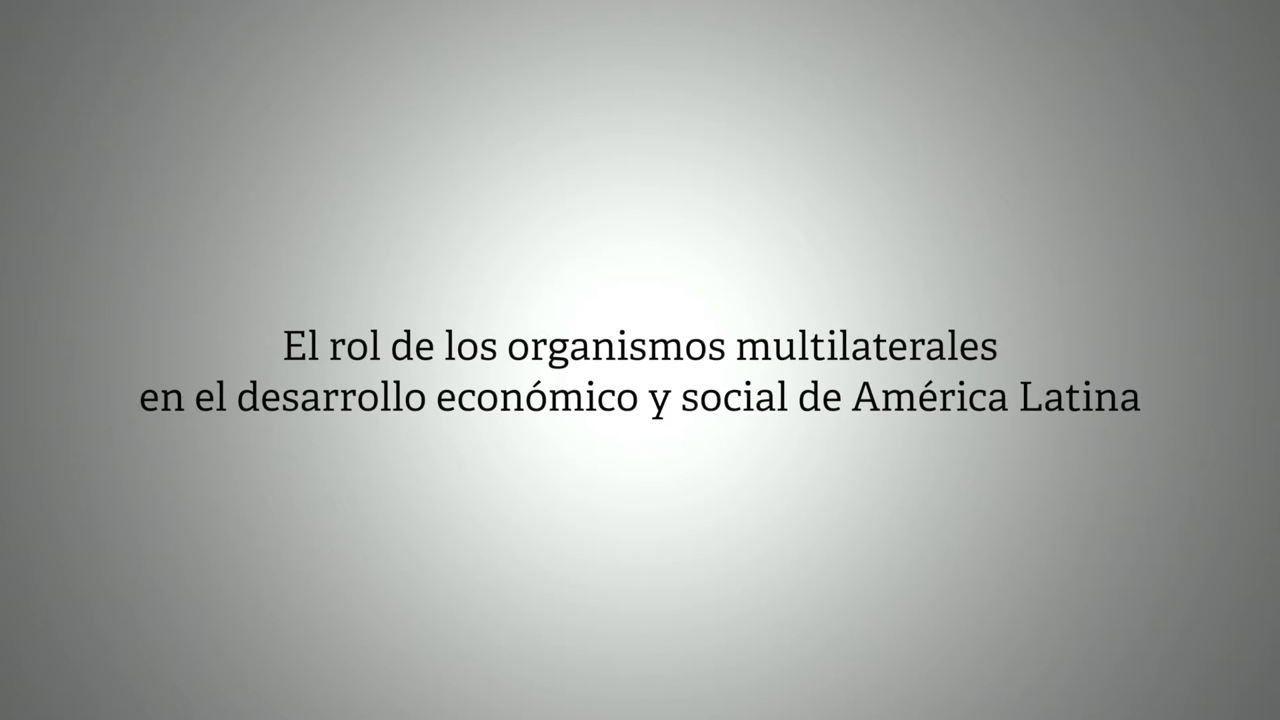 El rol de los organismos multilaterales
en el desarrollo económico y social de América Latina